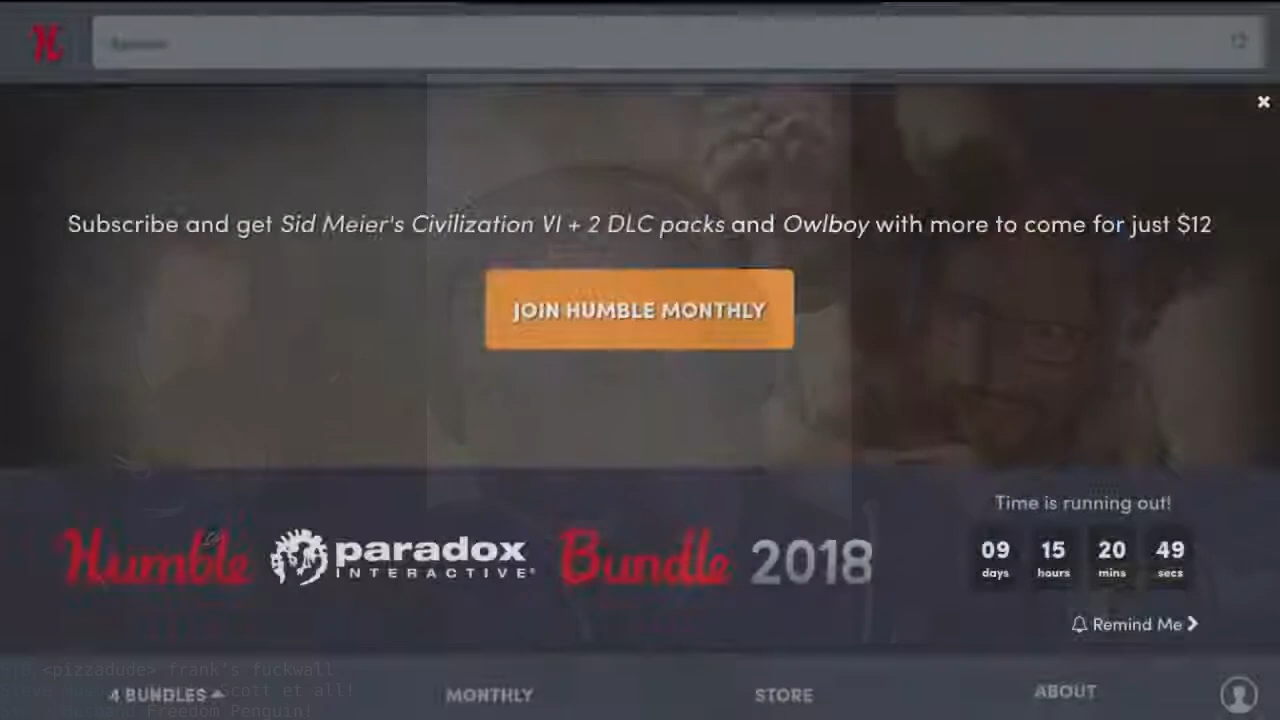 H
Subscribe and get Sid Meier's Civilization VI + 2 DLC packs and Owlboy with more to come for just $12
JOIN HUMBLE MONTHLY
Time is running out!
Humble paradox INTERACTIVE Bundle 2018
09 15 20 49
days hours mins secs
Remind Me
<pizzadude> frank's fuckwall
Scott et all!
Freedom Penguin!
4 BUNDLES MONTHLY STORE ABOUT